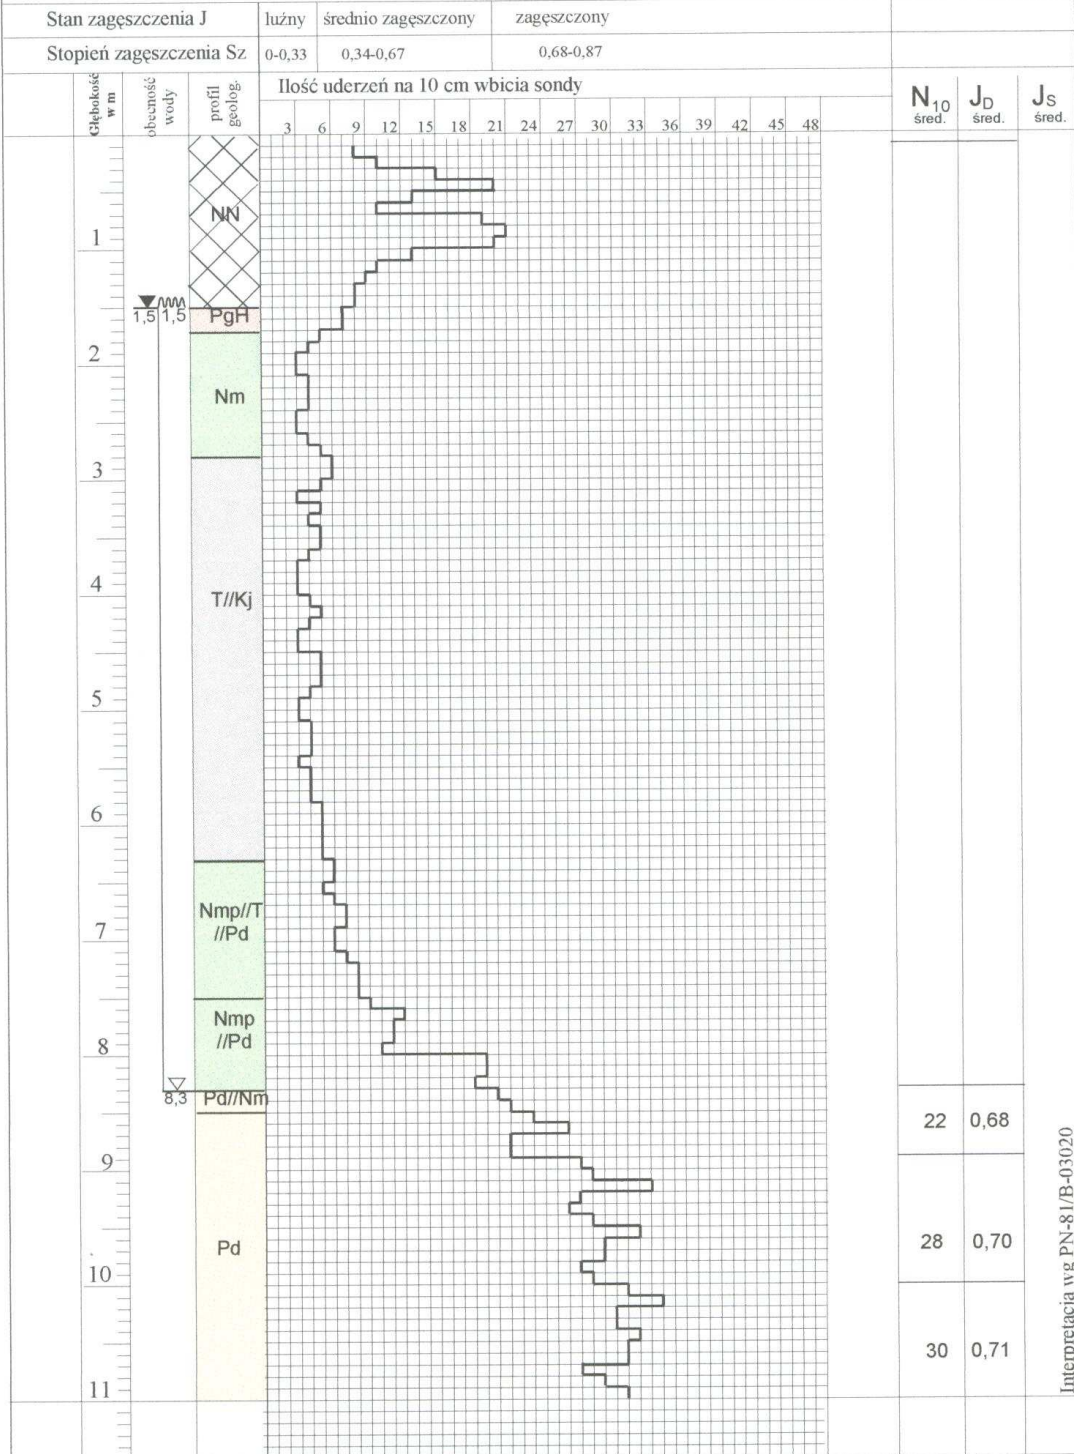 Stan zagęszczenia J luźny średnio zagęszczony zagęszczony
Stopień zagęszczenia Sz 0-0,33 0,34-0,67 0,68-0,87
Głębokość w m
obecność wody
profil geolog.
Ilość uderzeń na 10 cm wbicia sondy
3 6 9 12 15 18 21 24 27 30 33 36 39 42 45 48
N10 śred.
JD śred.
JS śred.
NN
1
1,5 1,5 PgH
2
Nm
3
4 T//Kj
5
6
Nmp//T
//Pd
7
Nmp
//Pd
8
8,3 Pd//Nm
22 0,68
9
Pd 28 0,70
10
30 0,71
11
Interpretacja wg PN-81/B-03020